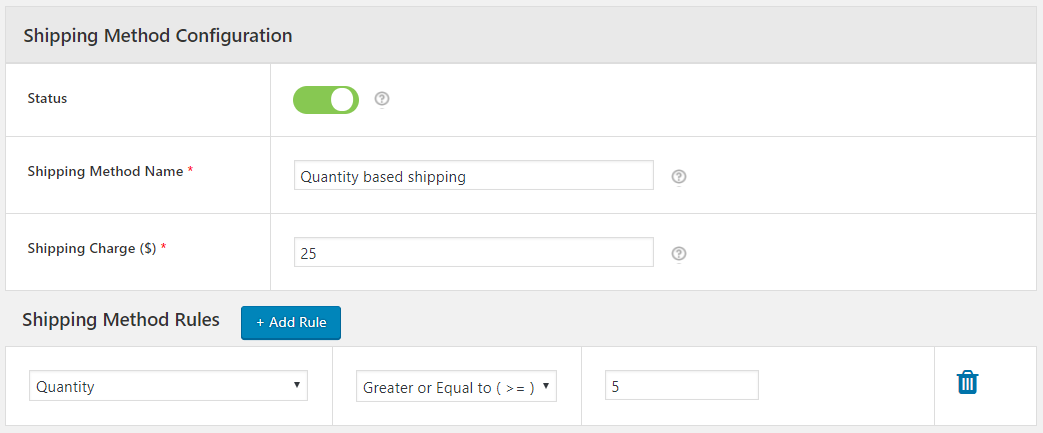 Shipping Method Configuration
Status
?
Shipping Method Name *
Quantity based shipping
?
Shipping Charge ($) *
25
?
Shipping Method Rules
+ Add Rule
Quantity
Greater or Equal to ( >= )
5